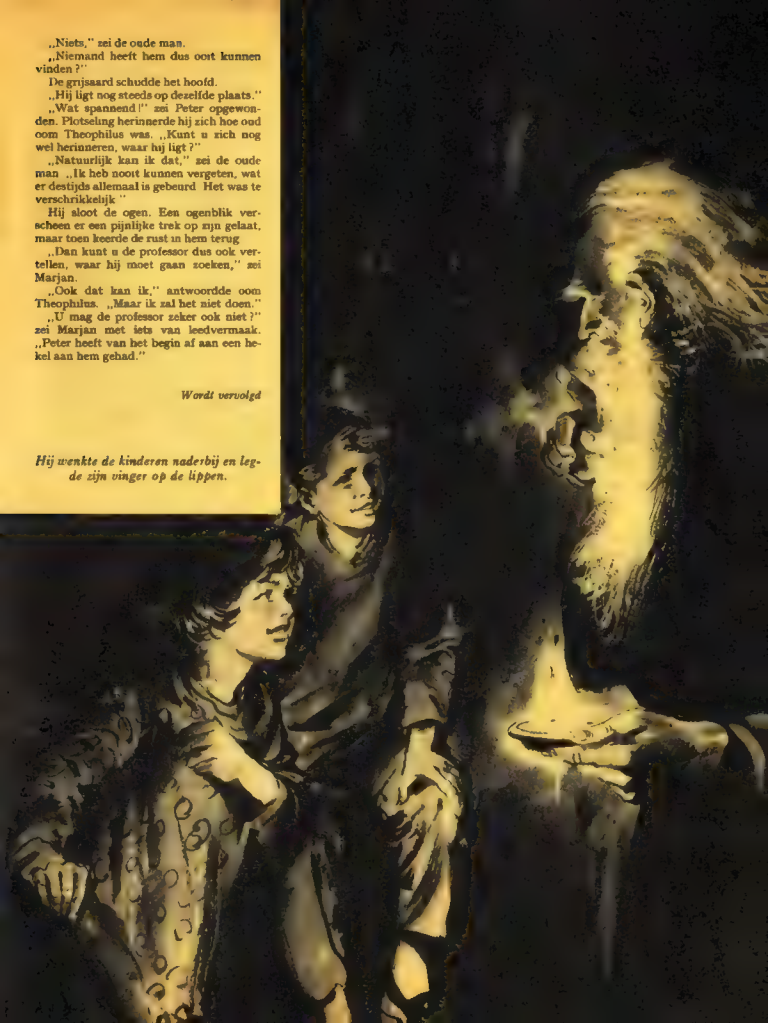 „Niets,” zei de oude man.
„Niemand heeft hem dus ooit kunnen
vinden?”
De grijsaard schudde het hoofd.
„Hij ligt nog steeds op dezelfde plaats.”
„Wat spannend!” zei Peter opgewon-
den. Plotseling herinnerde hij zich hoe oud
oom Theophilus was. „Kunt u zich nog
wel herinneren, waar hij ligt?”
„Natuurlijk kan ik dat,” zei de oude
man „Ik heb nooit kunnen vergeten, wat
er destijds allemaal is gebeurd Het was te
verschrikkelijk ”
Hij sloot de ogen. Een ogenblik ver-
scheen er een pijnlijke trek op zijn gelaat,
maar toen keerde de rust in hem terug
„Dan kunt u de professor dus ook ver-
tellen, waar hij moet gaan zoeken,” zei
Marjan.
„Ook dat kan ik,” antwoordde oom
Theophilus. „Maar ik zal het niet doen.”
„U mag de professor zeker ook niet?”
zei Marjan met iets van leedvermaak.
„Peter heeft van het begin af aan een he-
kel aan hem gehad.”
Wordt vervolgd
Hij wenkte de kinderen naderbij en leg-
de zijn vinger op de lippen.